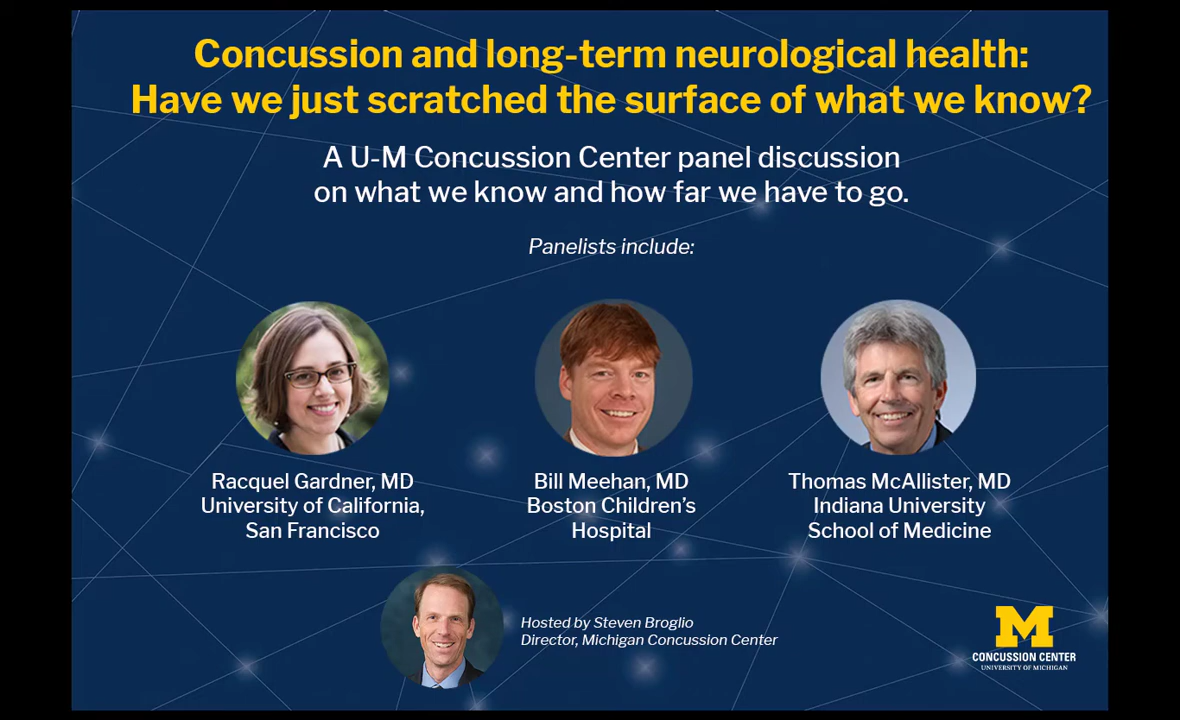 Concussion and long-term neurological health:
Have we just scratched the surface of what we know?
A U-M Concussion Center panel discussion
on what we know and how far we have to go.
Panelists include:
Racquel Gardner, MD
University of California,
San Francisco
Bill Meehan, MD
Boston Children's
Hospital
Thomas McAllister, MD
Indiana University
School of Medicine
Hosted by Steven Broglio
Director, Michigan Concussion Center
M
CONCUSSION CENTER
UNIVERSITY OF MICHIGAN